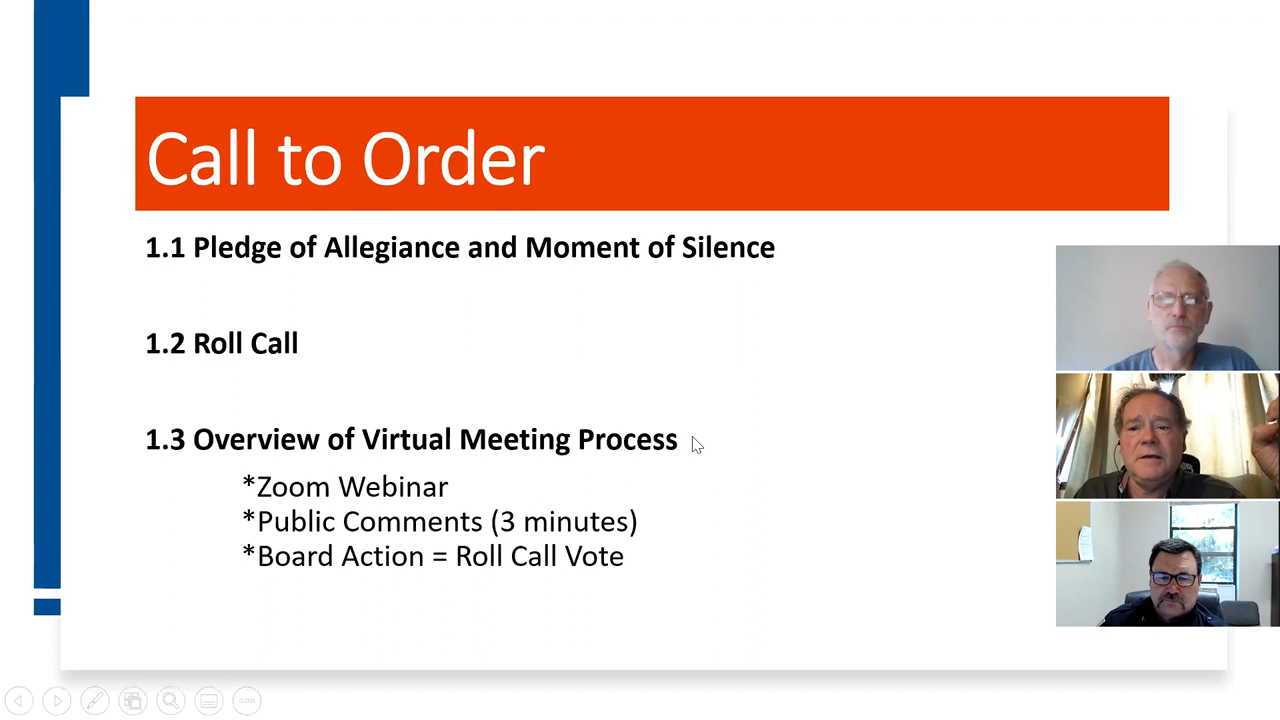 Call to Order
1.1 Pledge of Allegiance and Moment of Silence
1.2 Roll Call
1.3 Overview of Virtual Meeting Process
*Zoom Webinar
*Public Comments (3 minutes)
*Board Action = Roll Call Vote